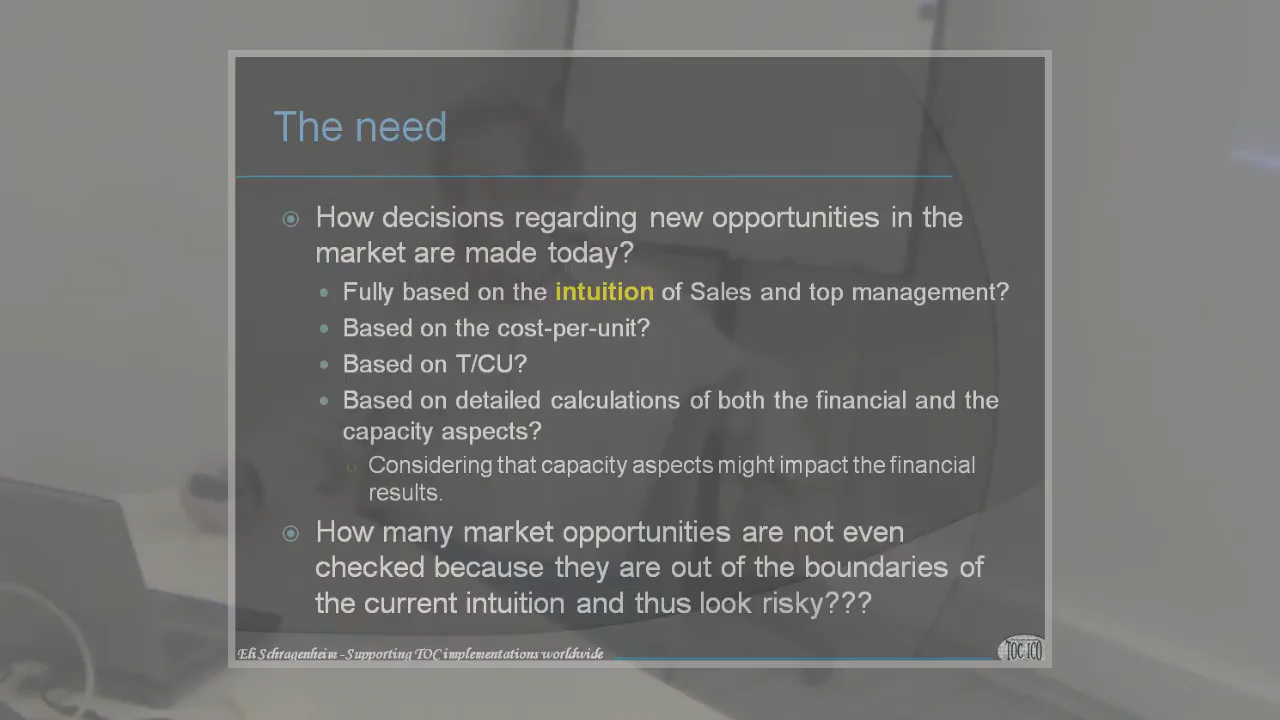 The need
How decisions regarding new opportunities in the
market are made today?
Fully based on the intuition of Sales and top management?
Based on the cost-per-unit?
Based on T/CU?
Based on detailed calculations of both the financial and the
capacity aspects?
Considering that capacity aspects might impact the financial
results.
How many market opportunities are not even
checked because they are out of the boundaries of
the current intuition and thus look risky???
Eli Schragenheim -Supporting TOC implementations worldwide
TOC TCO